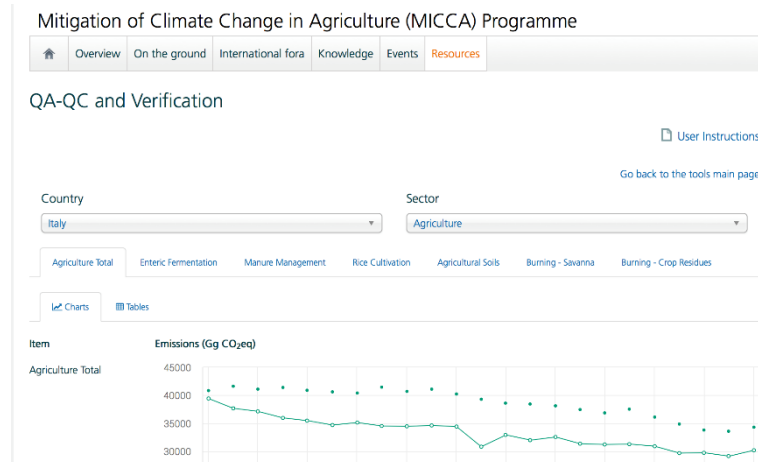 Mitigation of Climate Change in Agriculture (MICCA) Programme
Overview On the ground International fora Knowledge Events Resources
QA-QC and Verification
User Instructions
Go back to the tools main page
Country Sector
Italy Agriculture
Agriculture Total Enteric Fermentation Manure Management Rice Cultivation Agricultural Soils Burning - Savanna Burning - Crop Residues
Charts Tables
Item Emissions (Gg CO₂eq)
Agriculture Total 45000
40000
35000
30000